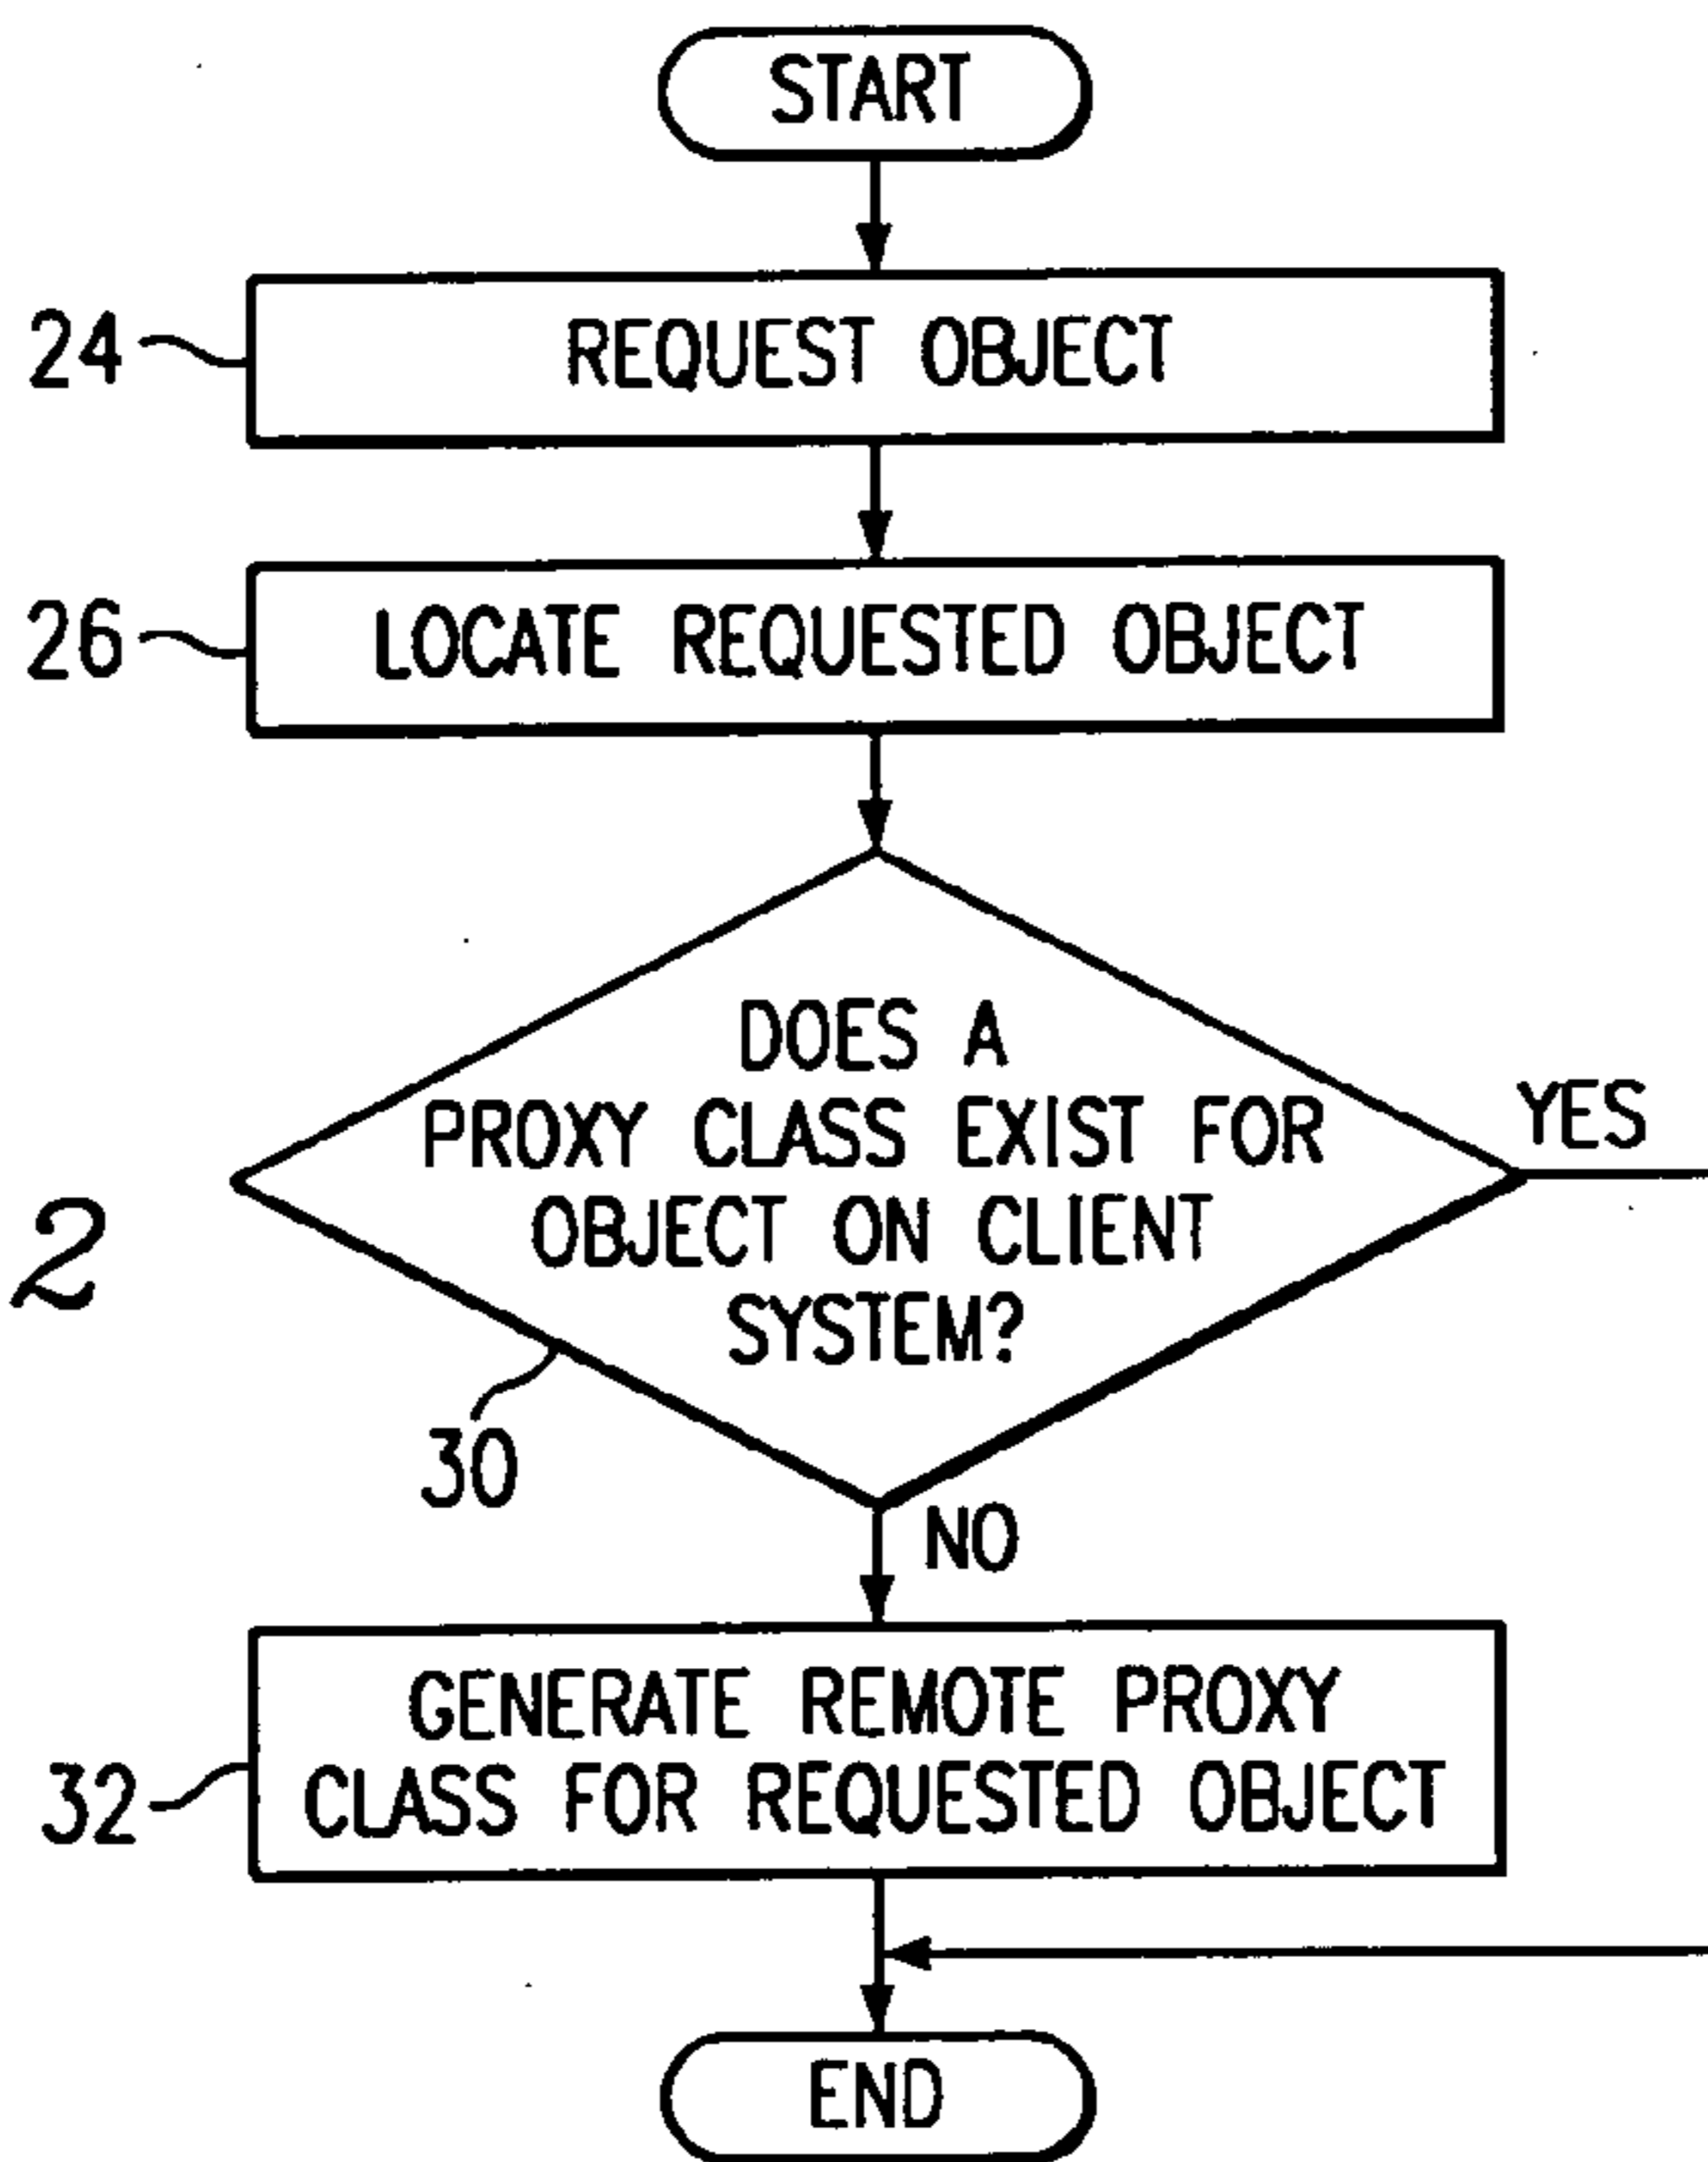 START
24
REQUEST OBJECT
26
LOCATE REQUESTED OBJECT
DOES A
PROXY CLASS EXIST FOR
OBJECT ON CLIENT
SYSTEM?
YES
2
30
NO
GENERATE REMOTE PROXY
CLASS FOR REQUESTED OBJECT
32
END